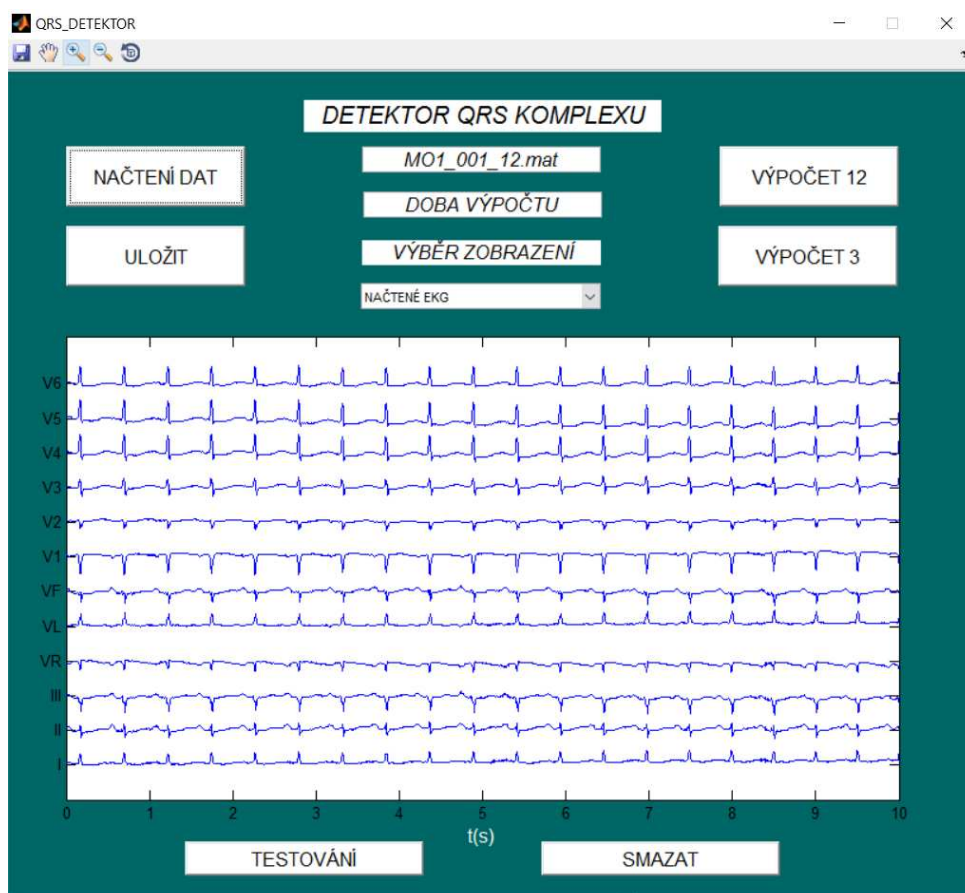 QRS_DETEKTOR
DETEKTOR QRS KOMPLEXU
NAČTENÍ DAT
MO1_001_12.mat
VÝPOČET 12
DOBA VÝPOČTU
ULOŽIT
VÝBĚR ZOBRAZENÍ
VÝPOČET 3
NAČTENÉ EKG
V6
V5
V4
V3
V2
V1
VF
VL
VR
III
II
I
0 1 2 3 4 5 6 7 8 9 10
t(s)
TESTOVÁNÍ
SMAZAT